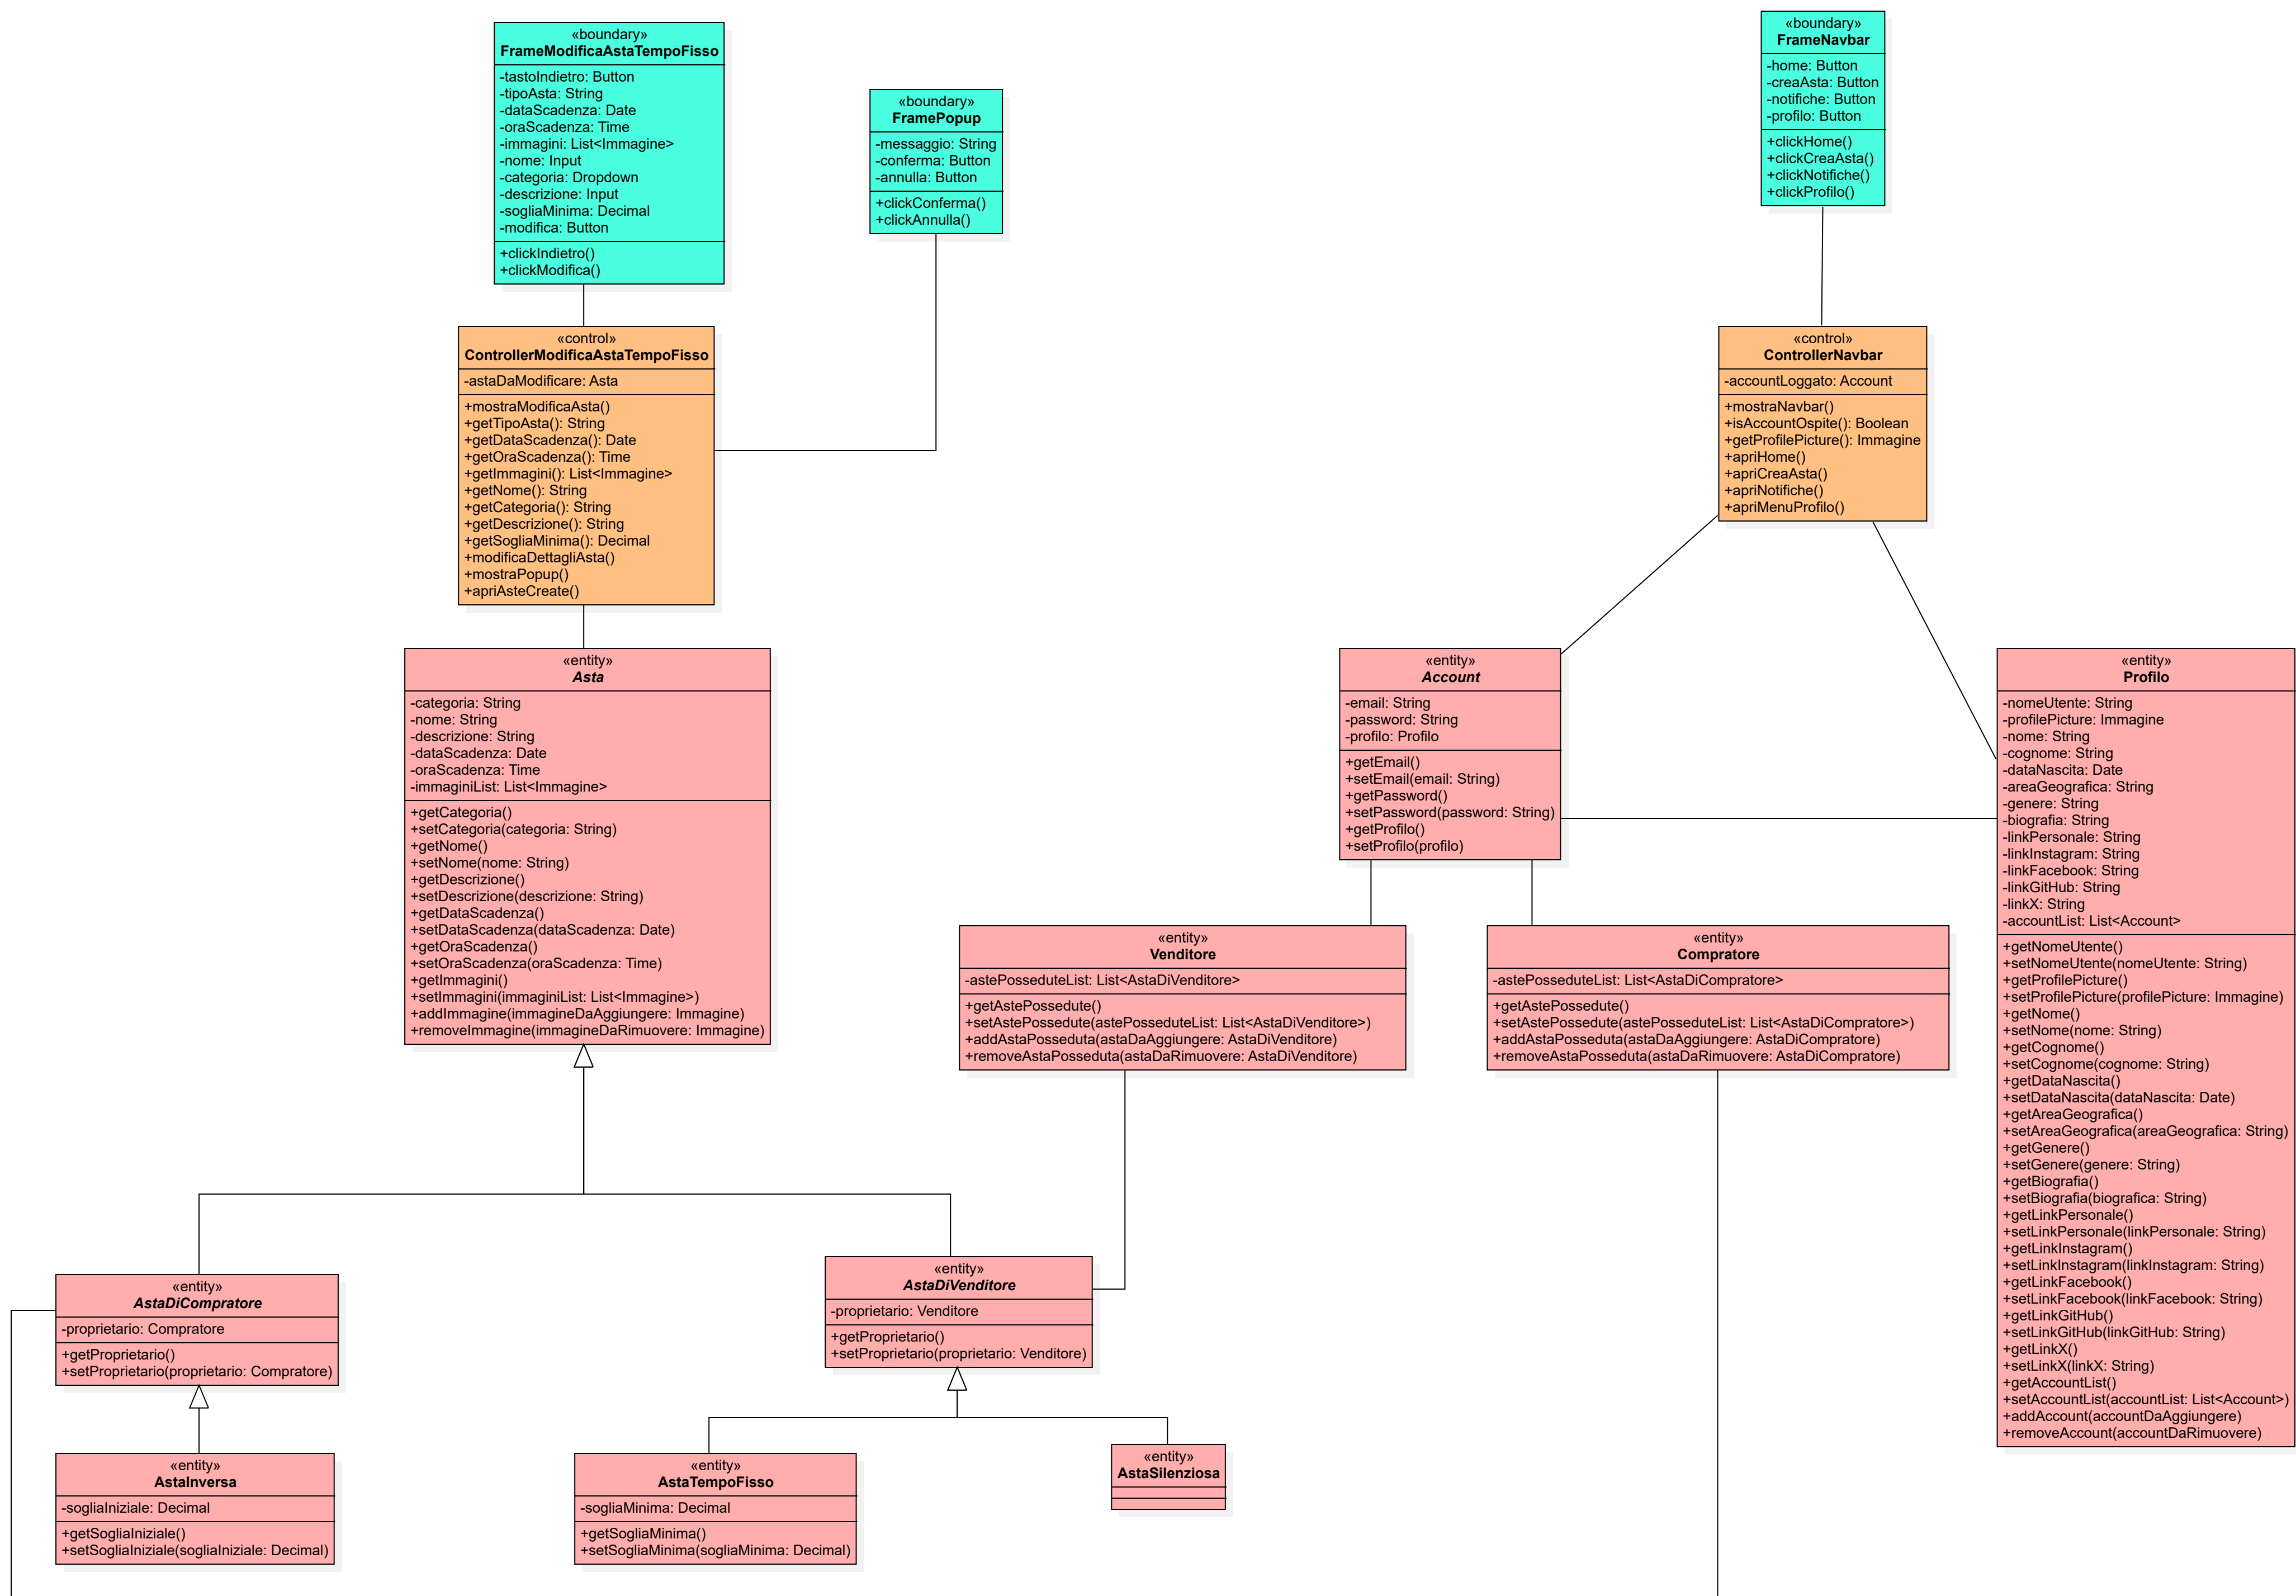 «boundary»
FrameModificaAstaTempoFisso
-tastoIndietro: Button
-tipoAsta: String
-dataScadenza: Date
-oraScadenza: Time
-immagini: List<Immagine>
-nome: Input
-categoria: Dropdown
-descrizione: Input
-sogliaMinima: Decimal
-modifica: Button
+clickIndietro()
+clickModifica()
«boundary»
FramePopup
-messaggio: String
-conferma: Button
-annulla: Button
+clickConferma()
+clickAnnulla()
«boundary»
FrameNavbar
-home: Button
-creaAsta: Button
-notifiche: Button
-profilo: Button
+clickHome()
+clickCreaAsta()
+clickNotifiche()
+clickProfilo()
«control»
ControllerModificaAstaTempoFisso
-astaDaModificare: Asta
+mostraModificaAsta()
+getTipoAsta(): String
+getDataScadenza(): Date
+getOraScadenza(): Time
+getImmagini(): List<Immagine>
+getNome(): String
+getCategoria(): String
+getDescrizione(): String
+getSogliaMinima(): Decimal
+modificaDettagliAsta()
+mostraPopup()
+apriAsteCreate()
«control»
ControllerNavbar
-accountLoggato: Account
+mostraNavbar()
+isAccountOspite(): Boolean
+getProfilePicture(): Immagine
+apriHome()
+apriCreaAsta()
+apriNotifiche()
+apriMenuProfilo()
«entity»
Asta
-categoria: String
-nome: String
-descrizione: String
-dataScadenza: Date
-oraScadenza: Time
-immaginiList: List<Immagine>
+getCategoria()
+setCategoria(categoria: String)
+getNome()
+setNome(nome: String)
+getDescrizione()
+setDescrizione(descrizione: String)
+getDataScadenza()
+setDataScadenza(dataScadenza: Date)
+getOraScadenza()
+setOraScadenza(oraScadenza: Time)
+getImmagini()
+setImmagini(immaginiList: List<Immagine>)
+addImmagine(immagineDaAggiungere: Immagine)
+removeImmagine(immagineDaRimuovere: Immagine)
«entity»
Account
-email: String
-password: String
-profilo: Profilo
+getEmail()
+setEmail(email: String)
+getPassword()
+setPassword(password: String)
+getProfilo()
+setProfilo(profilo)
«entity»
Profilo
-nomeUtente: String
-profilePicture: Immagine
-nome: String
-cognome: String
-dataNascita: Date
-areaGeografica: String
-genere: String
-biografia: String
-linkPersonale: String
-linkInstagram: String
-linkFacebook: String
-linkGitHub: String
-linkX: String
-accountList: List<Account>
+getNomeUtente()
+setNomeUtente(nomeUtente: String)
+getProfilePicture()
+setProfilePicture(profilePicture: Immagine)
+getNome()
+setNome(nome: String)
+getCognome()
+setCognome(cognome: String)
+getDataNascita()
+setDataNascita(dataNascita: Date)
+getAreaGeografica()
+setAreaGeografica(areaGeografica: String)
+getGenere()
+setGenere(genere: String)
+getBiografia()
+setBiografia(biografica: String)
+getLinkPersonale()
+setLinkPersonale(linkPersonale: String)
+getLinkInstagram()
+setLinkInstagram(linkInstagram: String)
+getLinkFacebook()
+setLinkFacebook(linkFacebook: String)
+getLinkGitHub()
+setLinkGitHub(linkGitHub: String)
+getLinkX()
+setLinkX(linkX: String)
+getAccountList()
+setAccountList(accountList: List<Account>)
+addAccount(accountDaAggiungere)
+removeAccount(accountDaRimuovere)
«entity»
Venditore
-astePosseduteList: List<AstaDiVenditore>
+getAstePossedute()
+setAstePossedute(astePosseduteList: List<AstaDiVenditore>)
+addAstaPosseduta(astaDaAggiungere: AstaDiVenditore)
+removeAstaPosseduta(astaDaRimuovere: AstaDiVenditore)
«entity»
Compratore
-astePosseduteList: List<AstaDiCompratore>
+getAstePossedute()
+setAstePossedute(astePosseduteList: List<AstaDiCompratore>)
+addAstaPosseduta(astaDaAggiungere: AstaDiCompratore)
+removeAstaPosseduta(astaDaRimuovere: AstaDiCompratore)
«entity»
AstaDiCompratore
-proprietario: Compratore
+getProprietario()
+setProprietario(proprietario: Compratore)
«entity»
AstaDiVenditore
-proprietario: Venditore
+getProprietario()
+setProprietario(proprietario: Venditore)
«entity»
AstaInversa
-sogliaIniziale: Decimal
+getSogliaIniziale()
+setSogliaIniziale(sogliaIniziale: Decimal)
«entity»
AstaTempoFisso
-sogliaMinima: Decimal
+getSogliaMinima()
+setSogliaMinima(sogliaMinima: Decimal)
«entity»
AstaSilenziosa